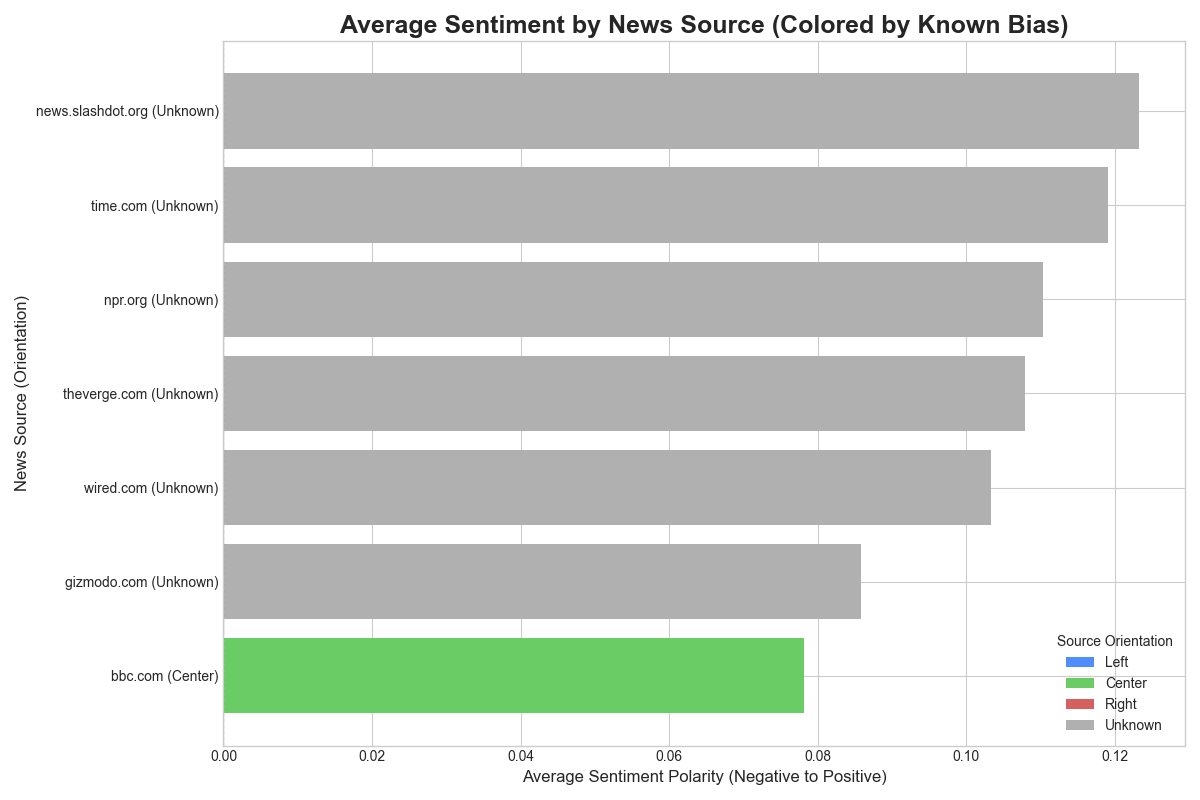 Average Sentiment by News Source (Colored by Known Bias)
News Source (Orientation)
news.slashdot.org (Unknown)
time.com (Unknown)
npr.org (Unknown)
theverge.com (Unknown)
wired.com (Unknown)
gizmodo.com (Unknown)
bbc.com (Center)
Source Orientation
Left
Center
Right
Unknown
0.00 0.02 0.04 0.06 0.08 0.10 0.12
Average Sentiment Polarity (Negative to Positive)